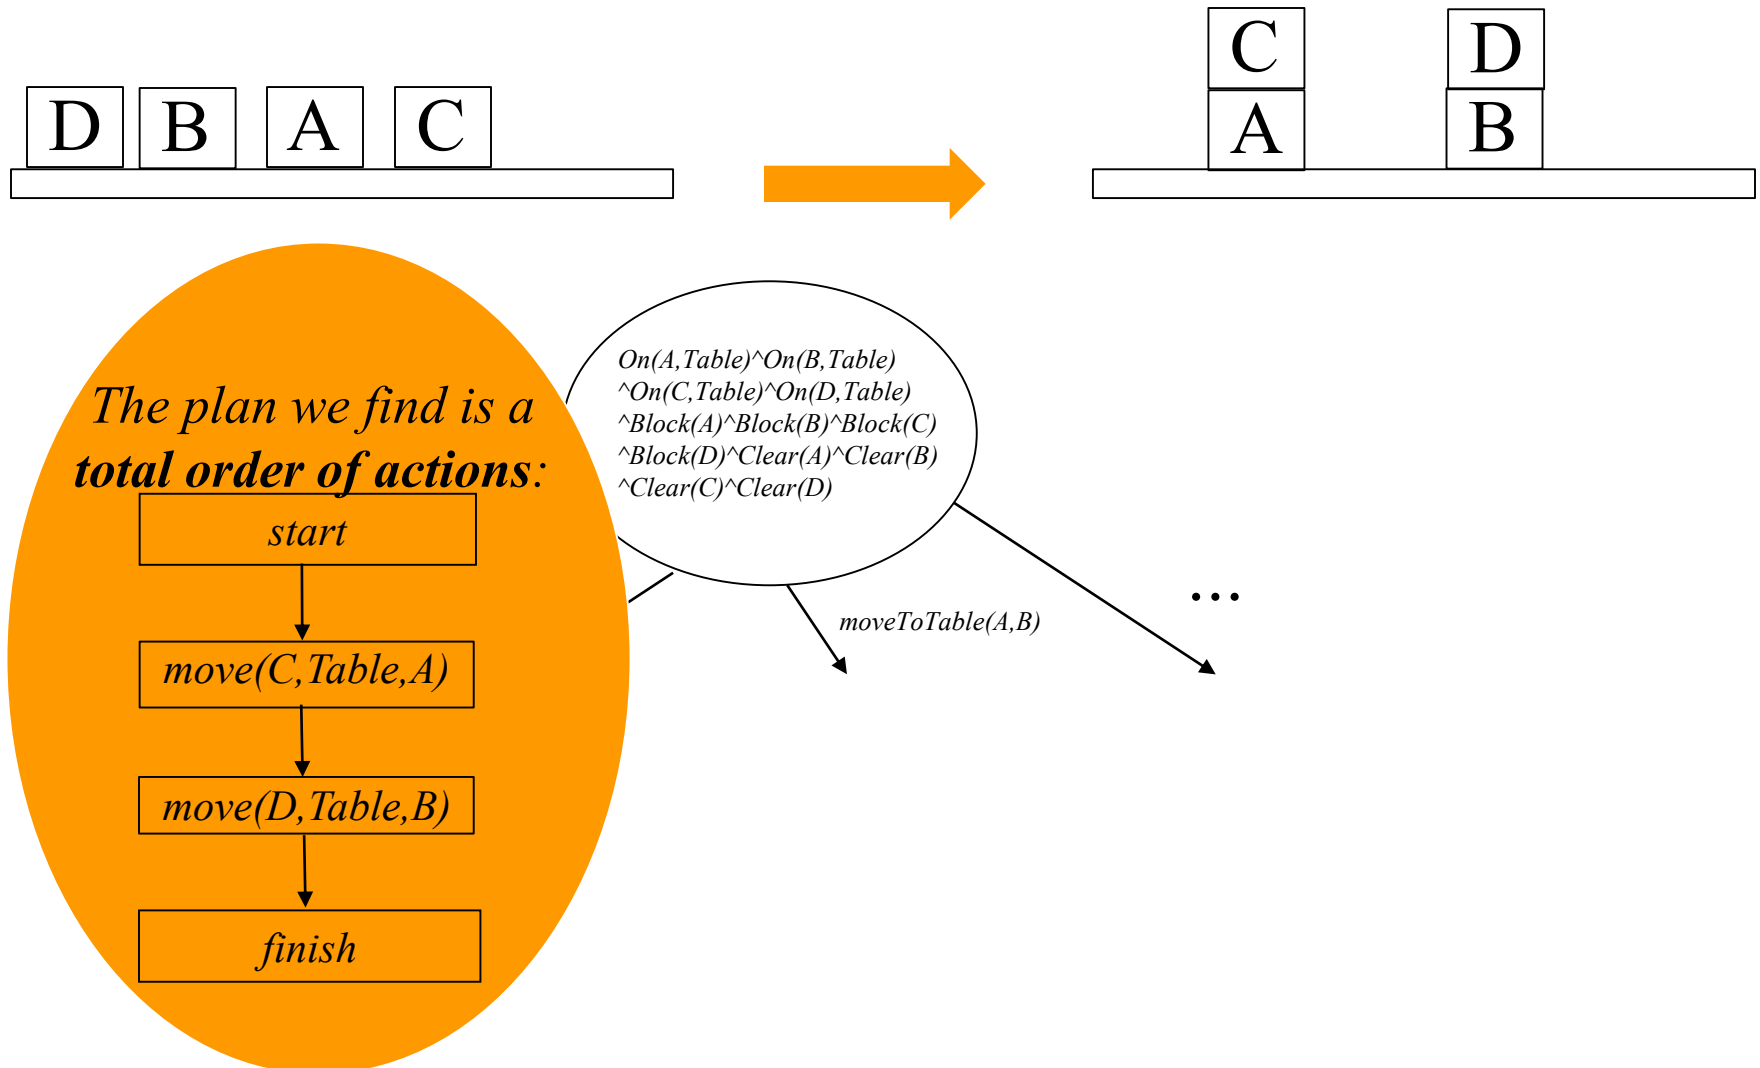 D B A C
C
A
D
B
The plan we find is a
total order of actions:
start
move(C,Table,A)
move(D,Table,B)
finish
On(A,Table)^On(B,Table)
^On(C,Table)^On(D,Table)
^Block(A)^Block(B)^Block(C)
^Block(D)^Clear(A)^Clear(B)
^Clear(C)^Clear(D)
moveToTable(A,B)
...